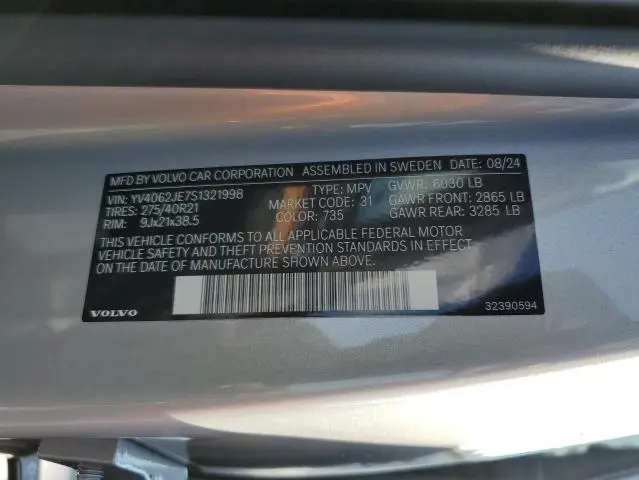 MFD BY VOLVO CAR CORPORATION ASSEMBLED IN SWEDEN DATE: 08/24
VIN: YV4062JE7S1321998 TYPE: MPV GVWR: 6030 LB
TIRES: 275/40R21 MARKET CODE: 31 GAWR FRONT: 2865 LB
RIM: 9Jx21x38.5 COLOR: 735 GAWR REAR: 3285 LB
THIS VEHICLE CONFORMS TO ALL APPLICABLE FEDERAL MOTOR
VEHICLE SAFETY AND THEFT PREVENTION STANDARDS IN EFFECT
ON THE DATE OF MANUFACTURE SHOWN ABOVE.
VOLVO 32390594